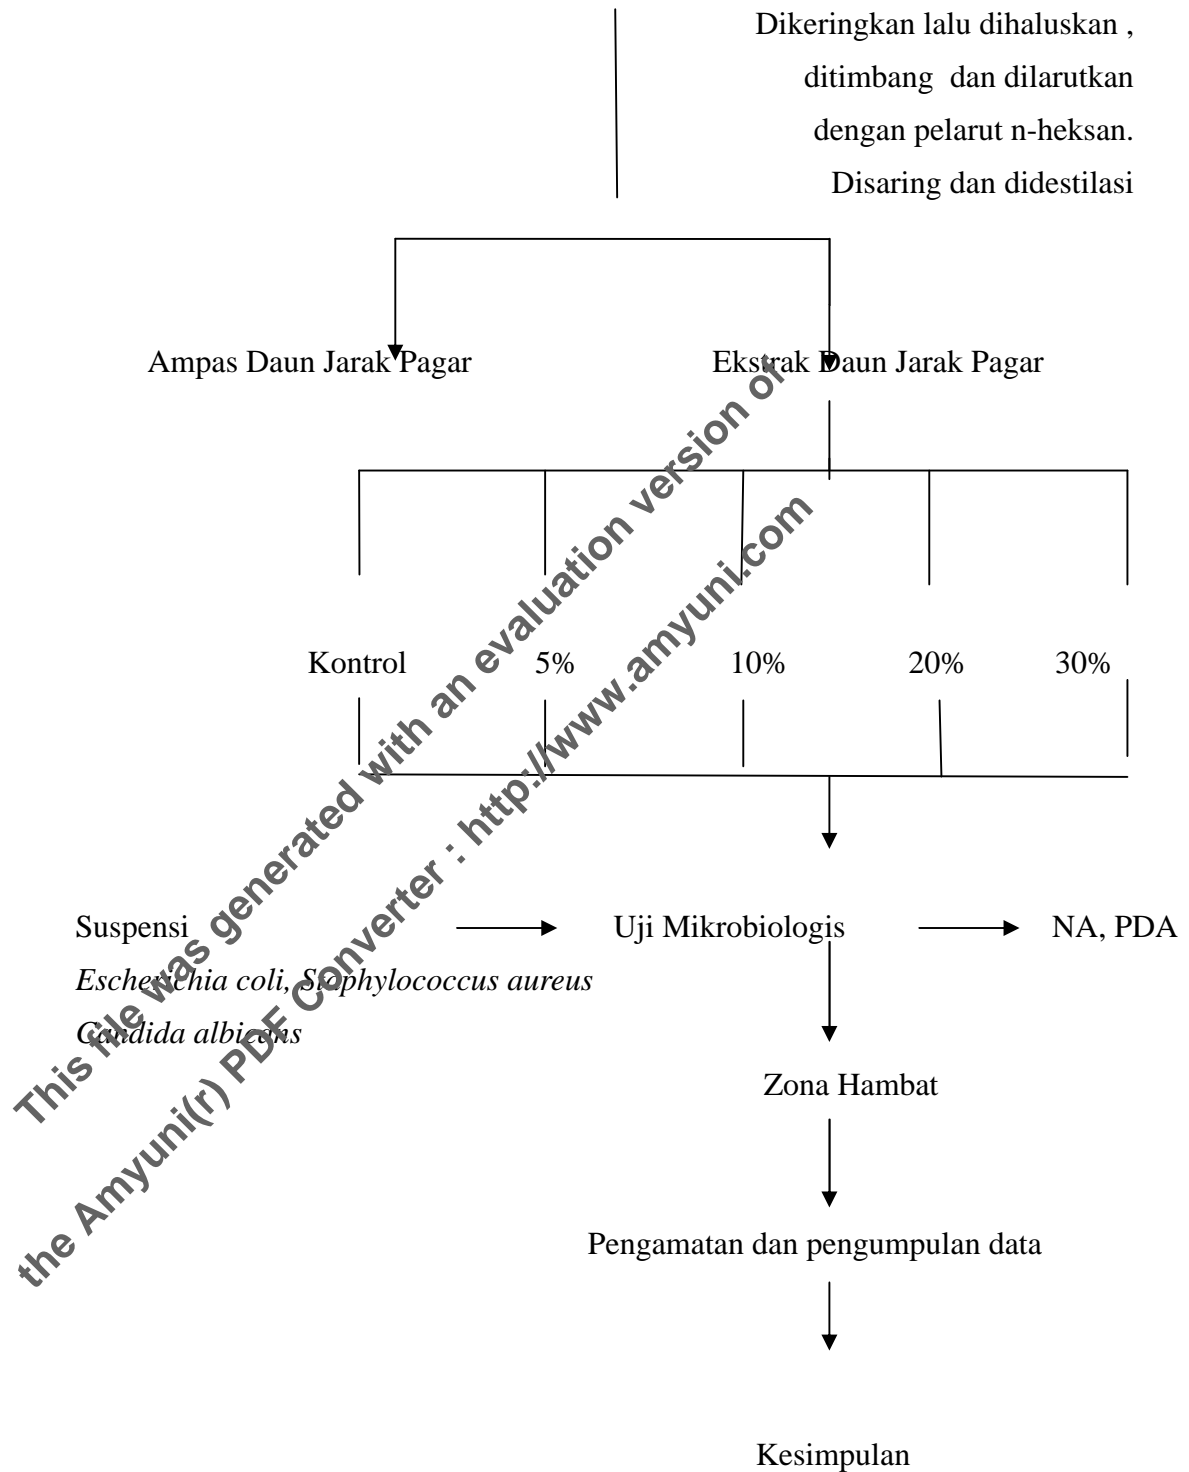 Dikeringkan lalu dihaluskan ,
ditimbang dan dilarutkan
dengan pelarut n-heksan.
Disaring dan didestilasi
Ampas Daun Jarak Pagar
Ekstrak Daun Jarak Pagar
Kontrol
5%
10%
20%
30%
Suspensi
Uji Mikrobiologis
NA, PDA
Escherichia coli, Staphylococcus aureus
Candida albicans
Zona Hambat
Pengamatan dan pengumpulan data
Kesimpulan
This file was generated with an evaluation version of
the Amyuni(r) PDF Converter : http://www.amyuni.com